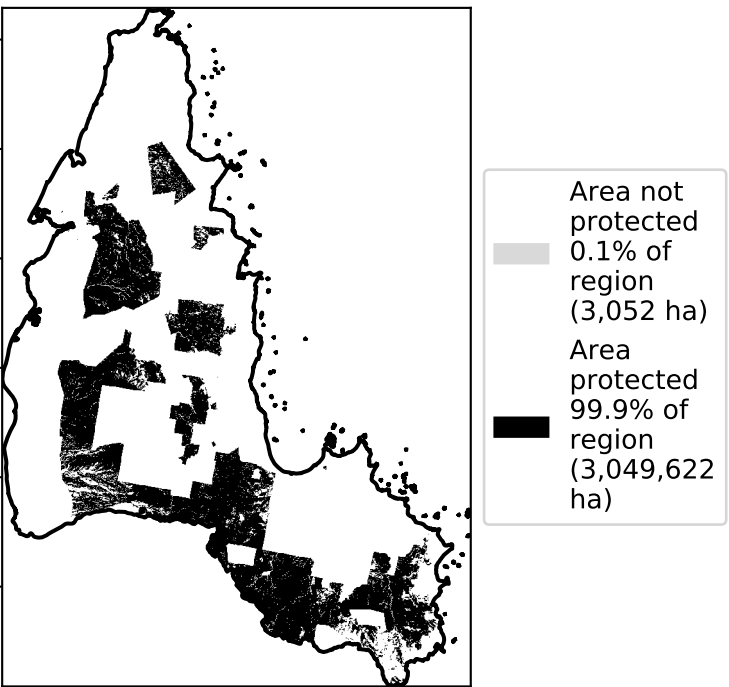 Area not
protected
0.1% of
region
(3,052 ha)
Area
protected
99.9% of
region
(3,049,622
ha)